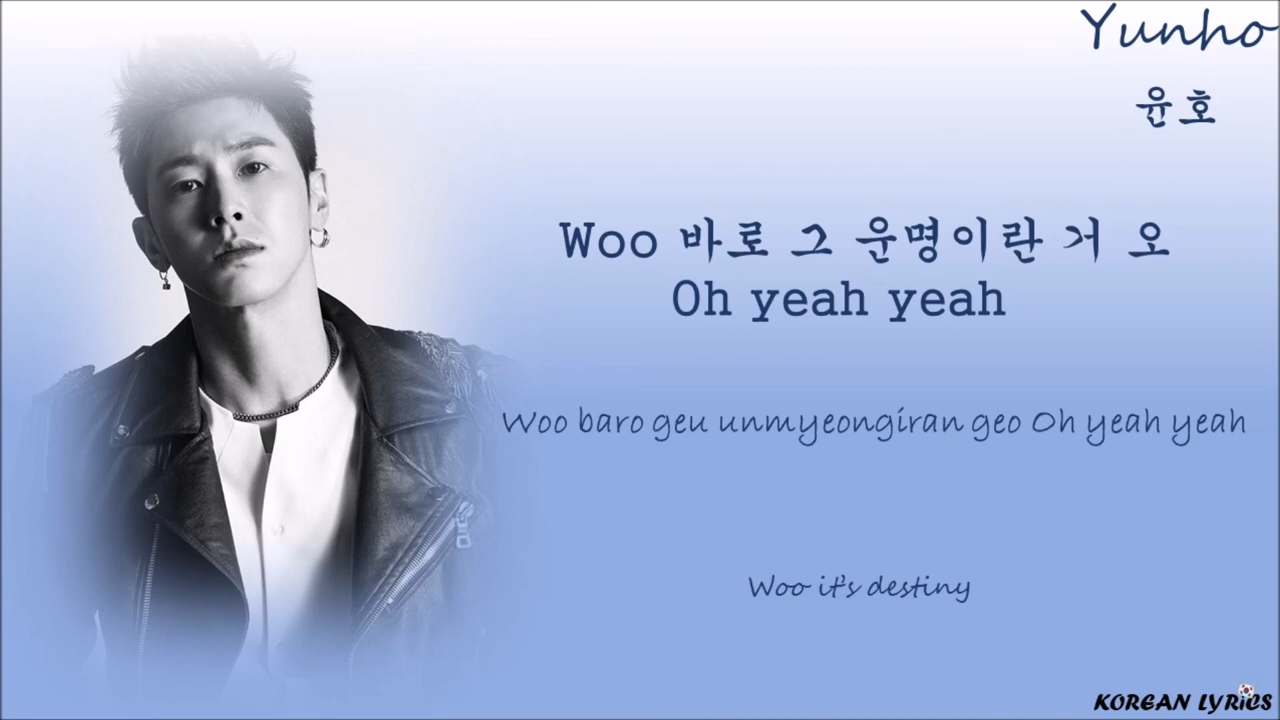 Yunho
윤호
Woo 바로 그 운명이란 거 오
Oh yeah yeah
Woo baro geu unmyeongiran geo Oh yeah yeah
Woo it's destiny
KOREAN LYRICS